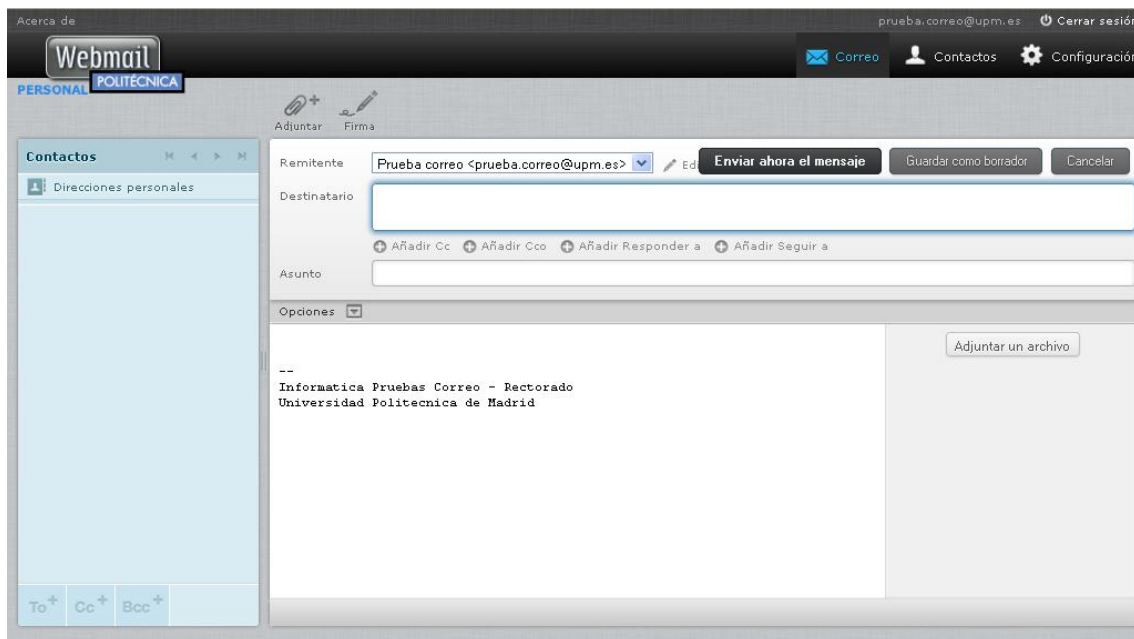 Acerca de prueba.correo@upm.es Cerrar sesión
Webmail
POLITÉCNICA
PERSONAL
Correo Contactos Configuración
Adjuntar Firma
Contactos
Direcciones personales
Remitente Prueba correo <prueba.correo@upm.es> Ed Enviar ahora el mensaje Guardar como borrador Cancelar
Destinatario
Añadir Cc Añadir Cco Añadir Responder a Añadir Seguir a
Asunto
Opciones
Adjuntar un archivo
--
Informatica Pruebas Correo - Rectorado
Universidad Politecnica de Madrid
To+ Cc+ Bcc+